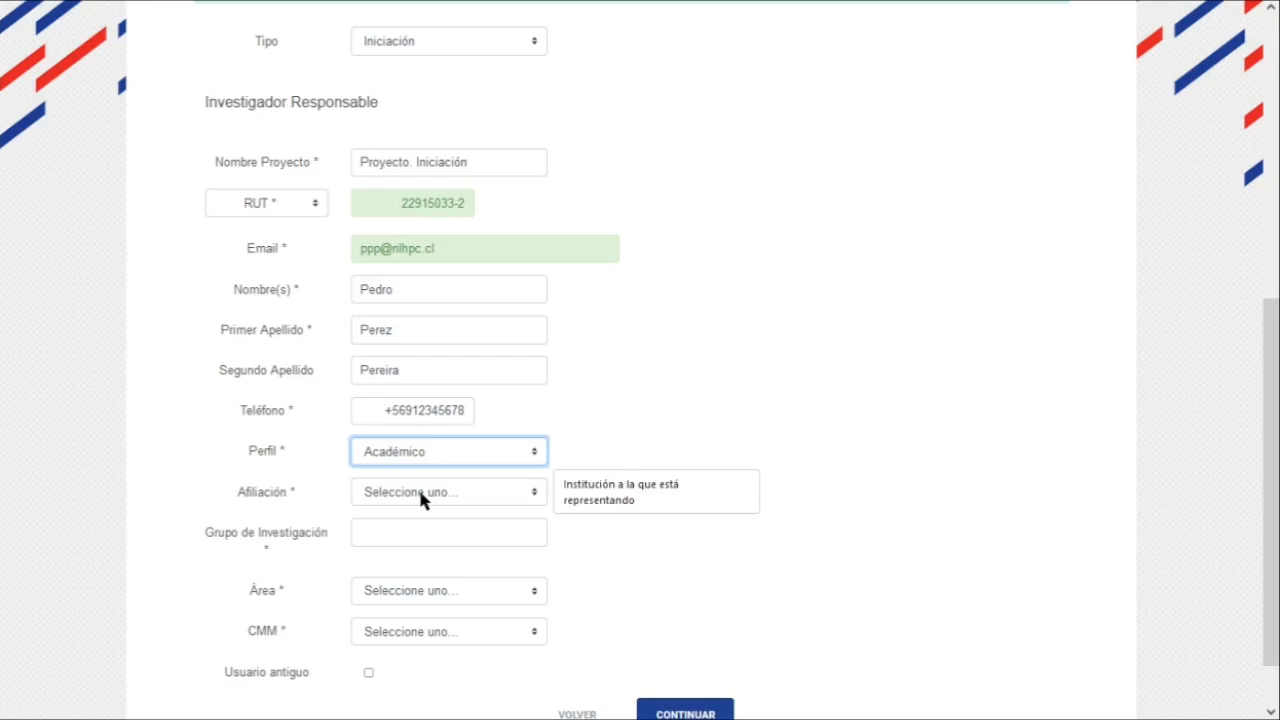 Tipo Iniciación
Investigador Responsable
Nombre Proyecto * Proyecto. Iniciación
RUT * 22915033-2
Email * ppp@nlhpc.cl
Nombre(s) * Pedro
Primer Apellido * Perez
Segundo Apellido Pereira
Teléfono * +56912345678
Perfil * Académico
Afiliación * Seleccione uno...
Institución a la que está
representando
Grupo de Investigación
*
Área * Seleccione uno...
CMM * Seleccione uno...
Usuario antiguo
VOLVER CONTINUAR